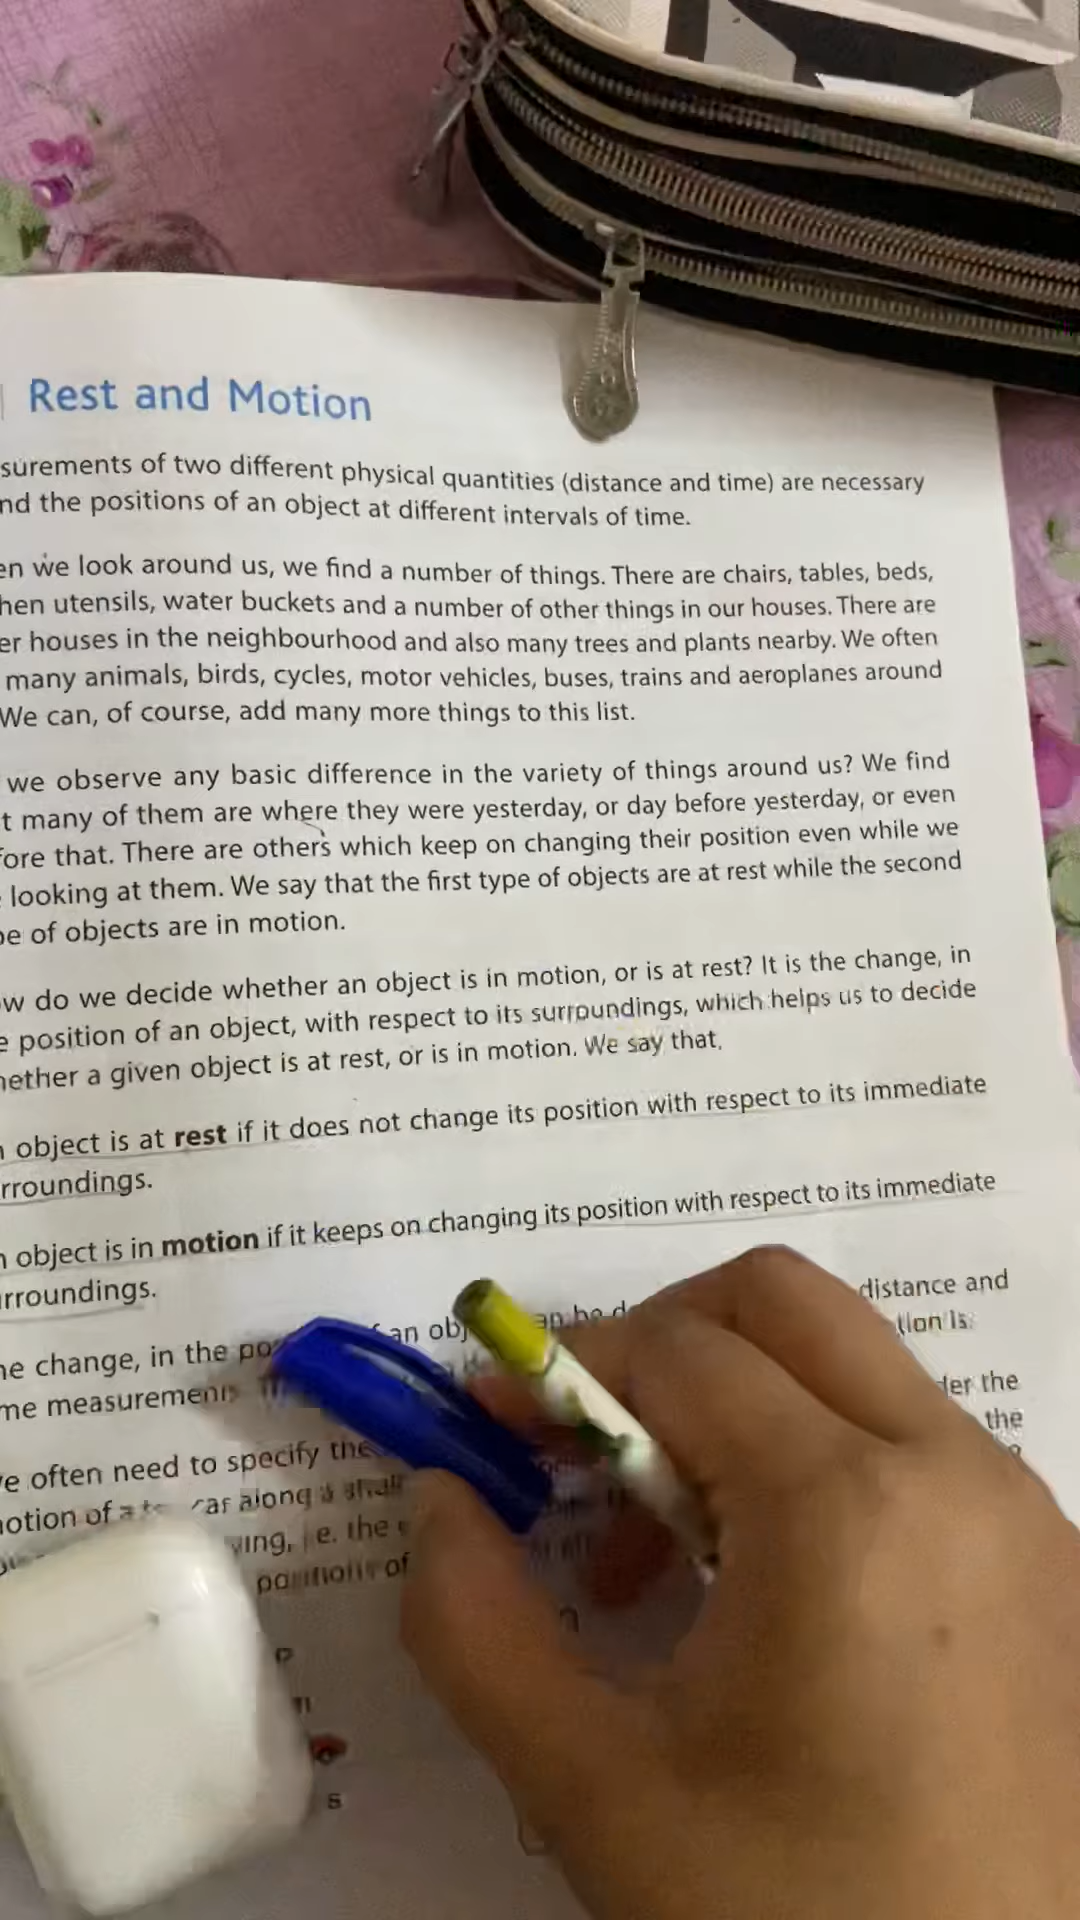 Rest and Motion
surements of two different physical quantities (distance and time) are necessary
nd the positions of an object at different intervals of time.
en we look around us, we find a number of things. There are chairs, tables, beds,
hen utensils, water buckets and a number of other things in our houses. There are
er houses in the neighbourhood and also many trees and plants nearby. We often
many animals, birds, cycles, motor vehicles, buses, trains and aeroplanes around
We can, of course, add many more things to this list.
we observe any basic difference in the variety of things around us? We find
t many of them are where they were yesterday, or day before yesterday, or even
fore that. There are others which keep on changing their position even while we
looking at them. We say that the first type of objects are at rest while the second
pe of objects are in motion.
ow do we decide whether an object is in motion, or is at rest? It is the change, in
e position of an object, with respect to its surroundings, which helps us to decide
hether a given object is at rest, or is in motion. We say that,
n object is at rest if it does not change its position with respect to its immediate
rroundings.
n object is in motion if it keeps on changing its position with respect to its immediate
rroundings.
he change, in the po an obj distance and
me measurement
e often need to specify the der the
otion of a car along a the
ving, i.e. the
positions of